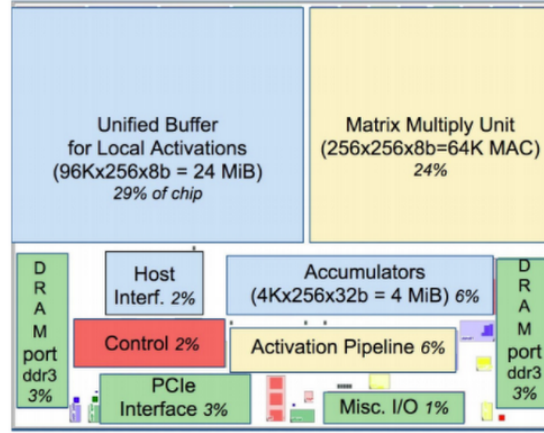 Unified Buffer
for Local Activations
(96Kx256x8b = 24 MiB)
29% of chip
Matrix Multiply Unit
(256x256x8b=64K MAC)
24%
D
R
A
M
port
ddr3
3%
Host
Interf. 2%
Accumulators
(4Kx256x32b = 4 MiB) 6%
Control 2%
Activation Pipeline 6%
PCIe
Interface 3%
Misc. I/O 1%
D
R
A
M
port
ddr3
3%